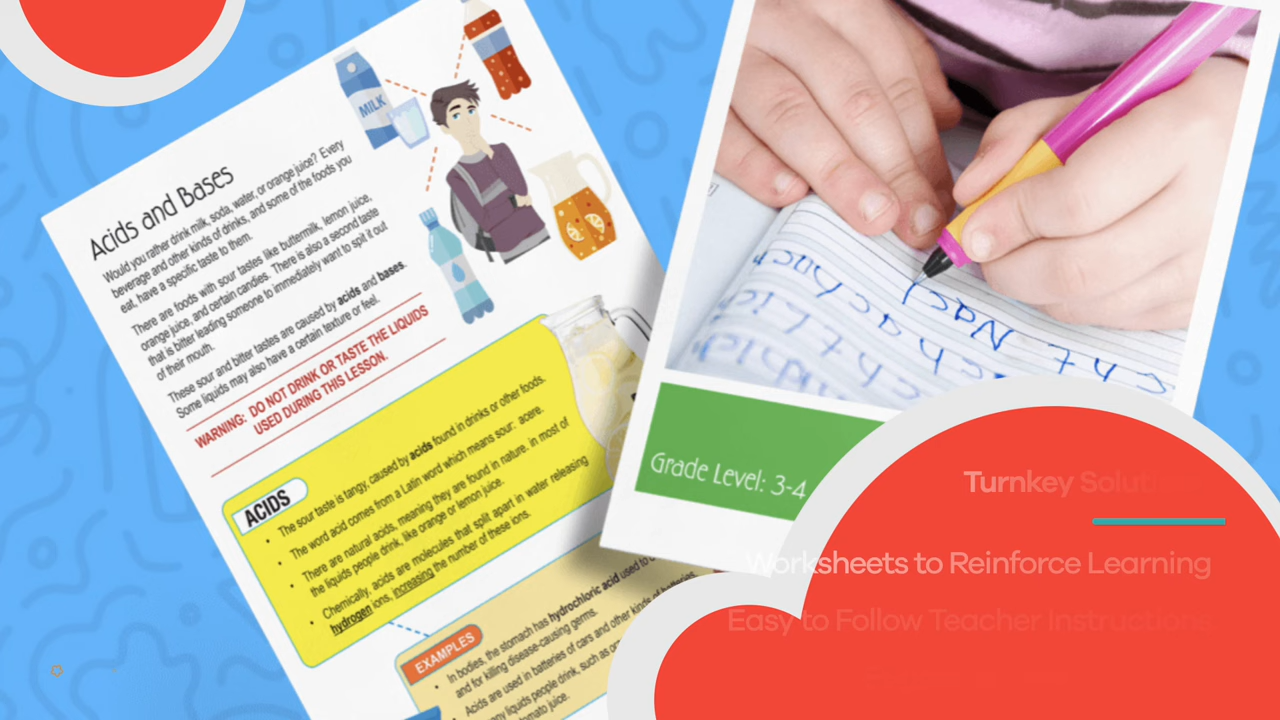 Acids and Bases
Would you rather drink milk, soda, water, or orange juice? Every
beverage and other kinds of drinks, and some of the foods you
eat, have a specific taste to them.
There are foods with sour tastes like buttermilk, lemon juice,
orange juice, and certain candies. There is also a second taste
that is bitter leading someone to immediately want to spit it out
of their mouth.
These sour and bitter tastes are caused by acids and bases.
Some liquids may also have a certain texture or feel.
WARNING: DO NOT DRINK OR TASTE THE LIQUIDS
USED DURING THIS LESSON.
MILK
ACIDS
• The sour taste is tangy, caused by acids found in drinks or other foods.
• The word acid comes from a Latin word which means sour: acere.
• There are natural acids, meaning they are found in nature. in most of
the liquids people drink, like orange or lemon juice.
• Chemically, acids are molecules that split apart in water releasing
hydrogen ions, increasing the number of these ions.
EXAMPLES
• In bodies, the stomach has hydrochloric acid used to
and for killing disease-causing germs.
• Acids are used in batteries of cars and other kinds of batteries.
many liquids people drink, such as
tomato juice.
Grade Level: 3-4
Turnkey Solutions
Worksheets to Reinforce Learning
Easy to Follow Teacher Instructions